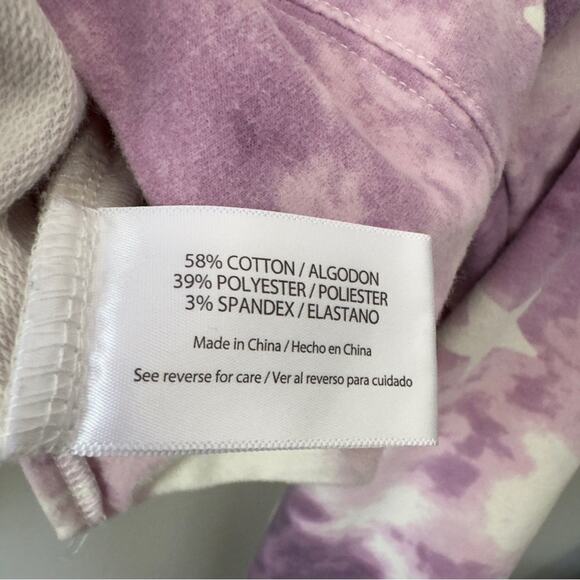 58% COTTON / ALGODON
39% POLYESTER / POLIESTER
3% SPANDEX / ELASTANO
Made in China / Hecho en China
See reverse for care / Ver al reverso para cuidado